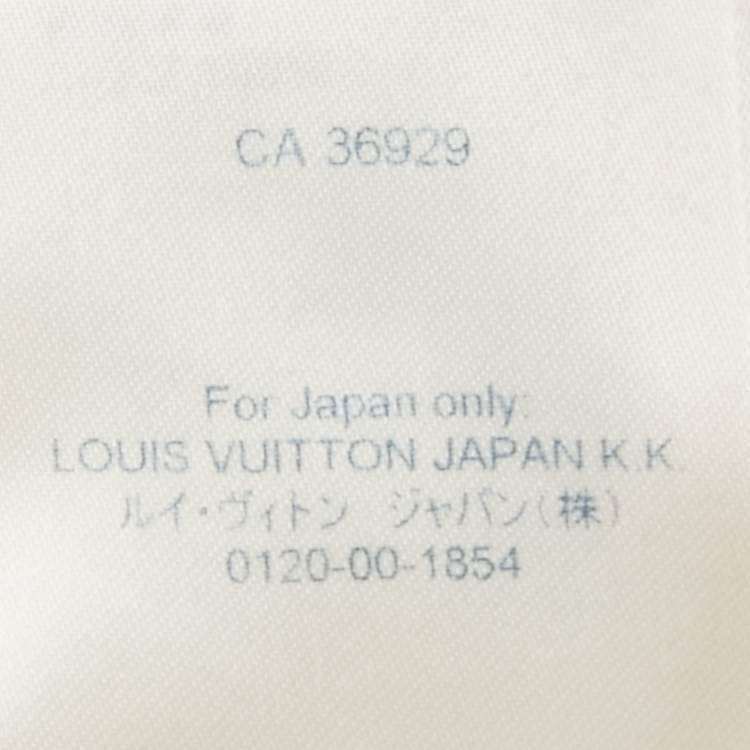 CA 36929
For Japan only:
LOUIS VUITTON JAPAN K.K.
ルイ・ヴィトン　ジャパン(株)
0120-00-1854